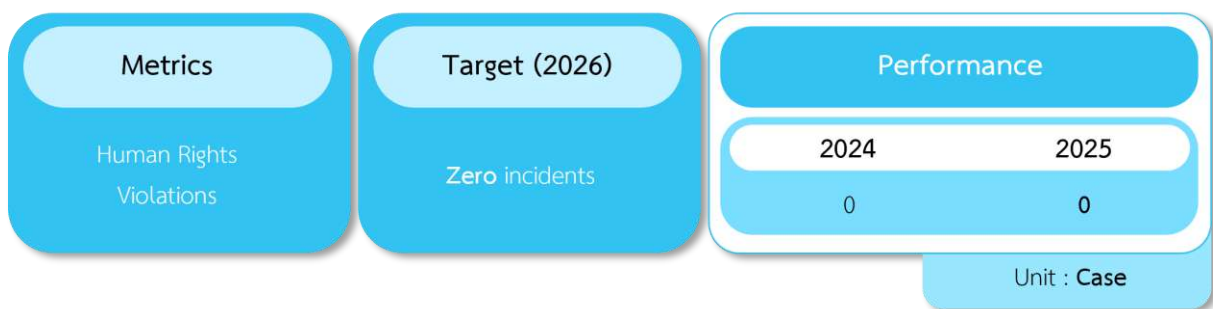 Metrics
Human Rights
Violations
Target (2026)
Zero incidents
Performance
2024 2025
0 0
Unit : Case